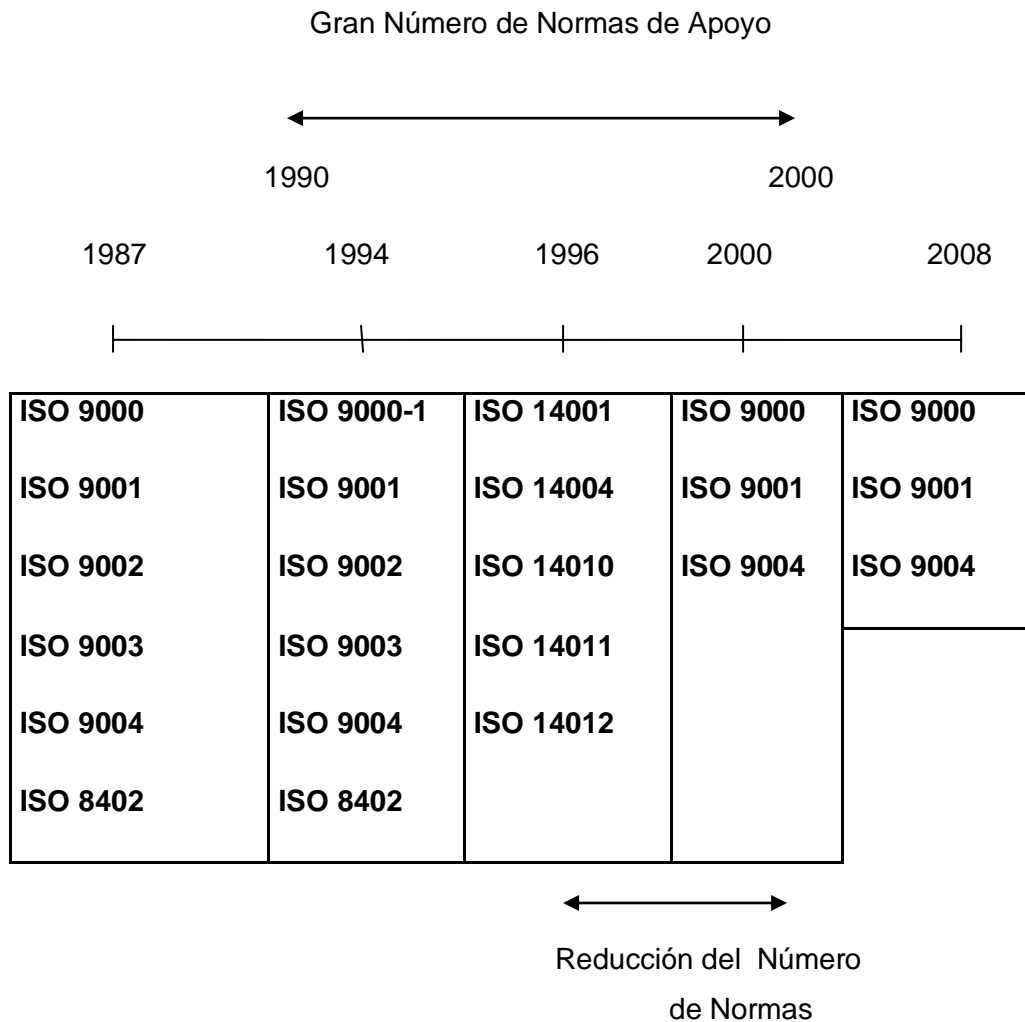 Gran Número de Normas de Apoyo
1990 2000
1987 1994 1996 2000 2008
ISO 9000 ISO 9000-1 ISO 14001 ISO 9000 ISO 9000
ISO 9001 ISO 9001 ISO 14004 ISO 9001 ISO 9001
ISO 9002 ISO 9002 ISO 14010 ISO 9004 ISO 9004
ISO 9003 ISO 9003 ISO 14011
ISO 9004 ISO 9004 ISO 14012
ISO 8402 ISO 8402
Reducción del Número
de Normas